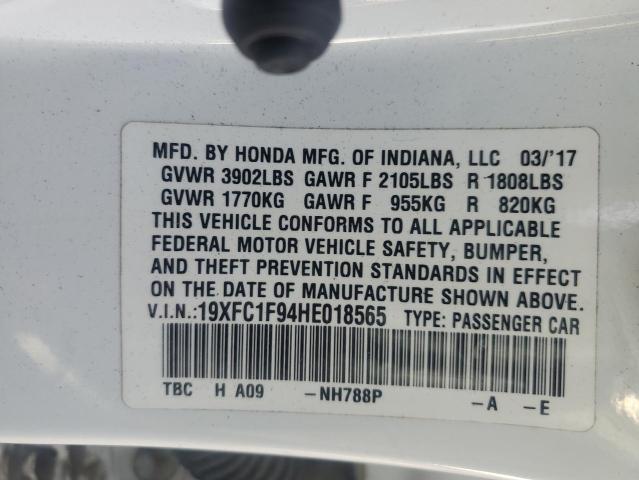 MFD. BY HONDA MFG. OF INDIANA, LLC 03/'17
GVWR 3902LBS GAWR F 2105LBS R 1808LBS
GVWR 1770KG GAWR F 955KG R 820KG
THIS VEHICLE CONFORMS TO ALL APPLICABLE
FEDERAL MOTOR VEHICLE SAFETY, BUMPER,
AND THEFT PREVENTION STANDARDS IN EFFECT
ON THE DATE OF MANUFACTURE SHOWN ABOVE.
V.I.N.:19XFC1F94HE018565 TYPE: PASSENGER CAR
TBC H A09 -NH788P -A -E